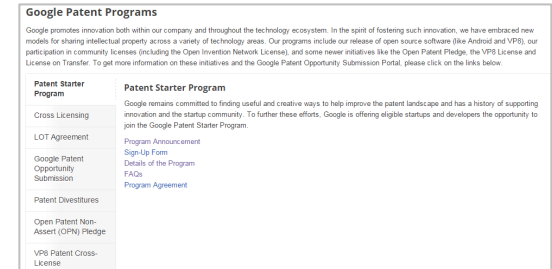 Google Patent Programs
Google promotes innovation both within our company and throughout the technology ecosystem. In the spirit of fostering such innovation, we have embraced new
models for sharing intellectual property across a variety of technology areas. Our programs include our release of open source software (like Android and VP8), our
participation in community licenses (including the Open Invention Network License), and some newer initiatives like the Open Patent Pledge, the VP8 License and
License on Transfer. To get more information on these initiatives and the Google Patent Opportunity Submission Portal, please click on the links below.
Patent Starter
Program
Cross Licensing
LOT Agreement
Google Patent
Opportunity
Submission
Patent Divestitures
Open Patent Non-
Assert (OPN) Pledge
VP8 Patent Cross-
License
Patent Starter Program
Google remains committed to finding useful and creative ways to help improve the patent landscape and has a history of supporting
innovation and the startup community. To further these efforts, Google is offering eligible startups and developers the opportunity to
join the Google Patent Starter Program.
Program Announcement
Sign-Up Form
Details of the Program
FAQs
Program Agreement